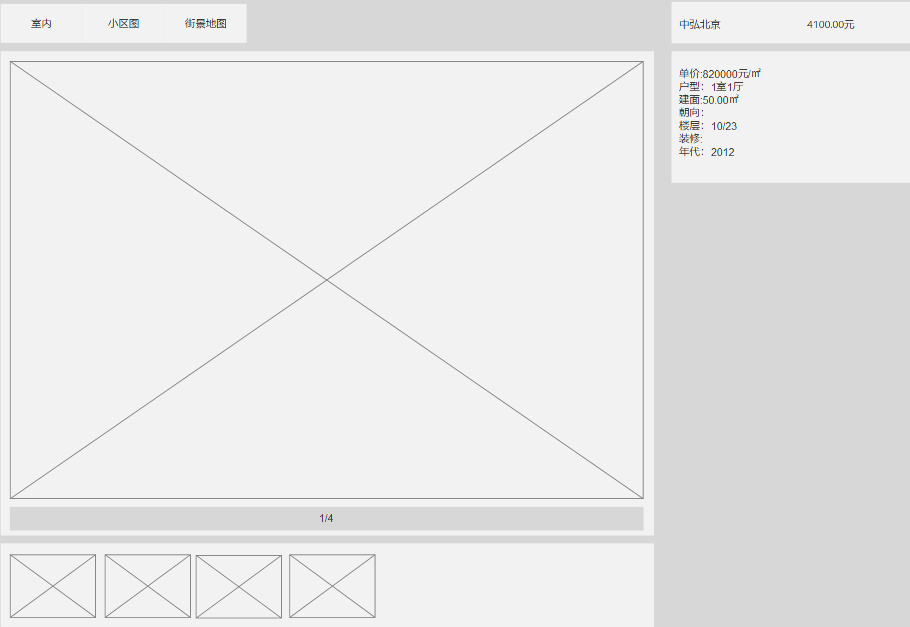 室内 小区图 街景地图
中弘北京 4100.00元
单价:820000元/㎡
户型：1室1厅
建面:50.00㎡
朝向：
楼层：10/23
装修:
年代：2012
1/4